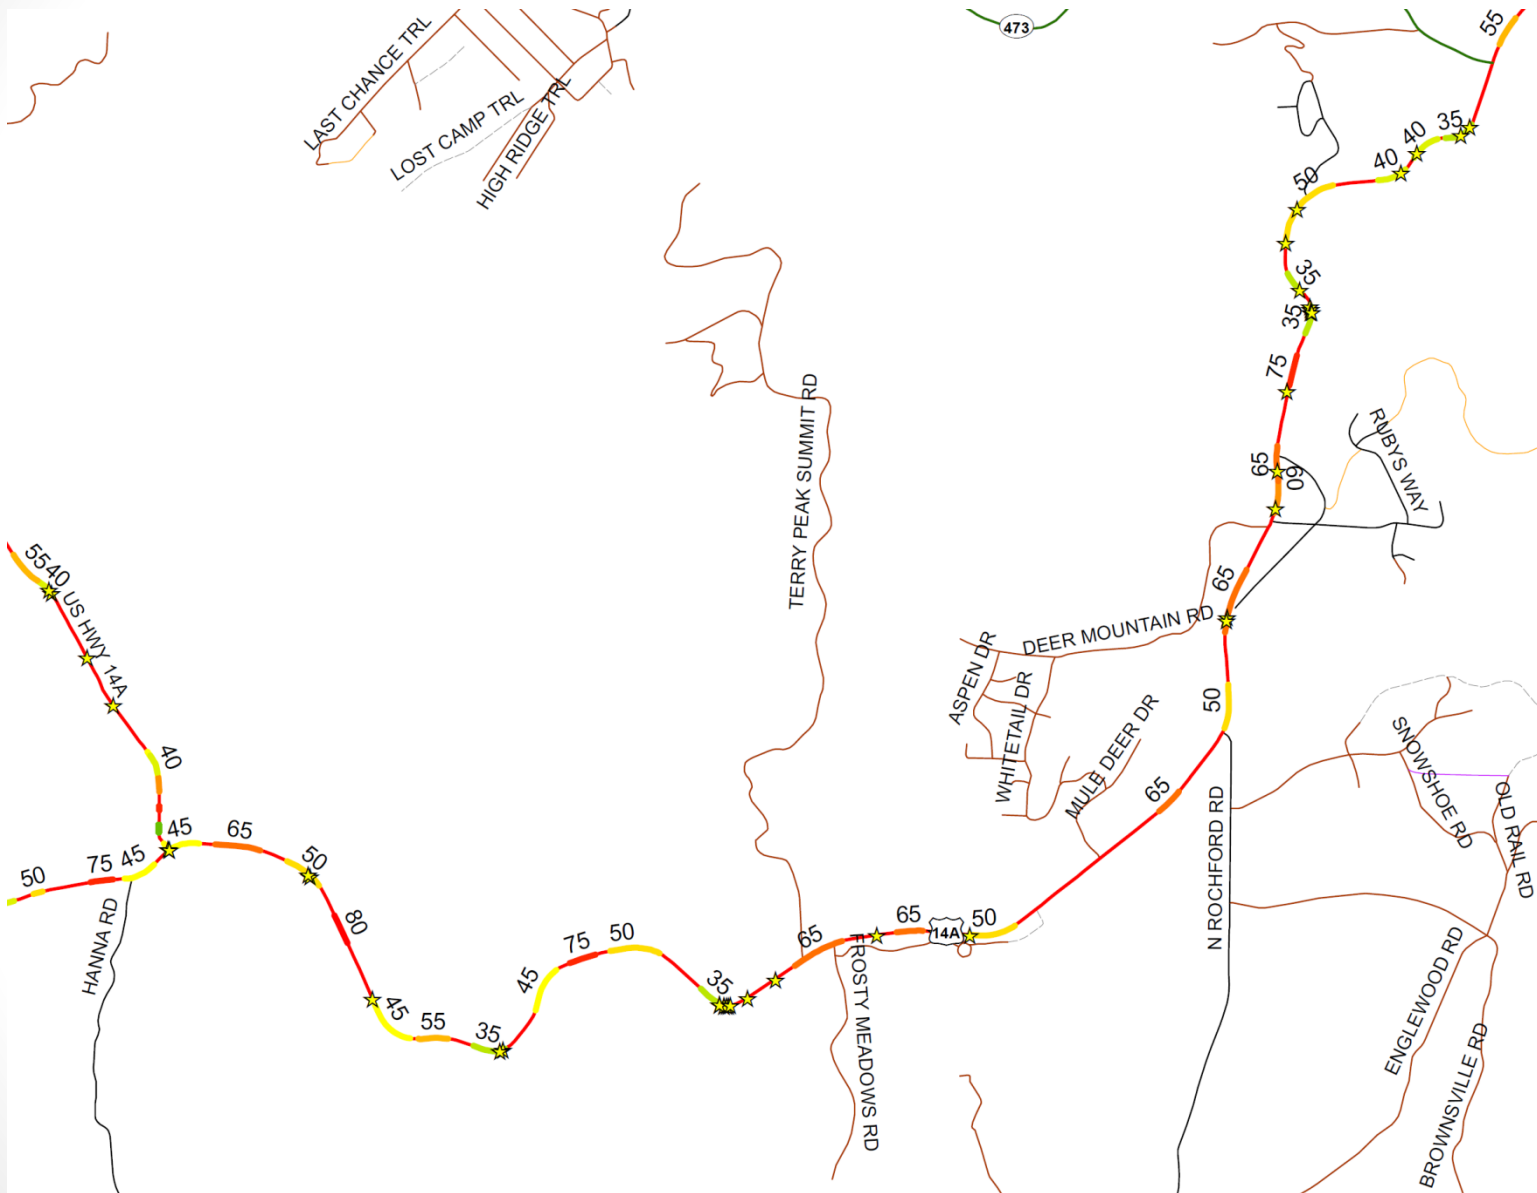 473
55
LAST CHANCE TRL
LOST CAMP TRL
HIGH RIDGE TRL
35
40
40
50
35
35
75
65
60
RUBYS WAY
TERRY PEAK SUMMIT RD
55
40
US HWY 14A
40
65
DEER MOUNTAIN RD
ASPEN DR
WHITETAIL DR
MULE DEER DR
50
65
SNOWSHOE RD
OLD RAIL RD
N ROCHFORD RD
45
65
50
75
45
50
HANNA RD
80
45
55
35
45
75
50
35
65
65
14A
50
FROSTY MEADOWS RD
ENGLEWOOD RD
BROWNSVILLE RD